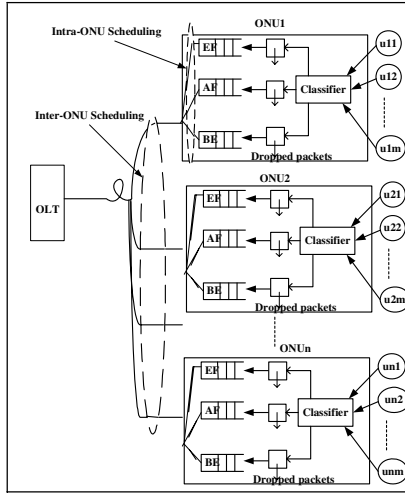 ONU1
Intra-ONU Scheduling
EF
u11
u12
AF
Classifier
Inter-ONU Scheduling
BE
u1m
Dropped packets
ONU2
OLT
EF
u21
AF
Classifier
u22
BE
u2m
Dropped packets
ONUn
EF
un1
AF
Classifier
un2
BE
unm
Dropped packets